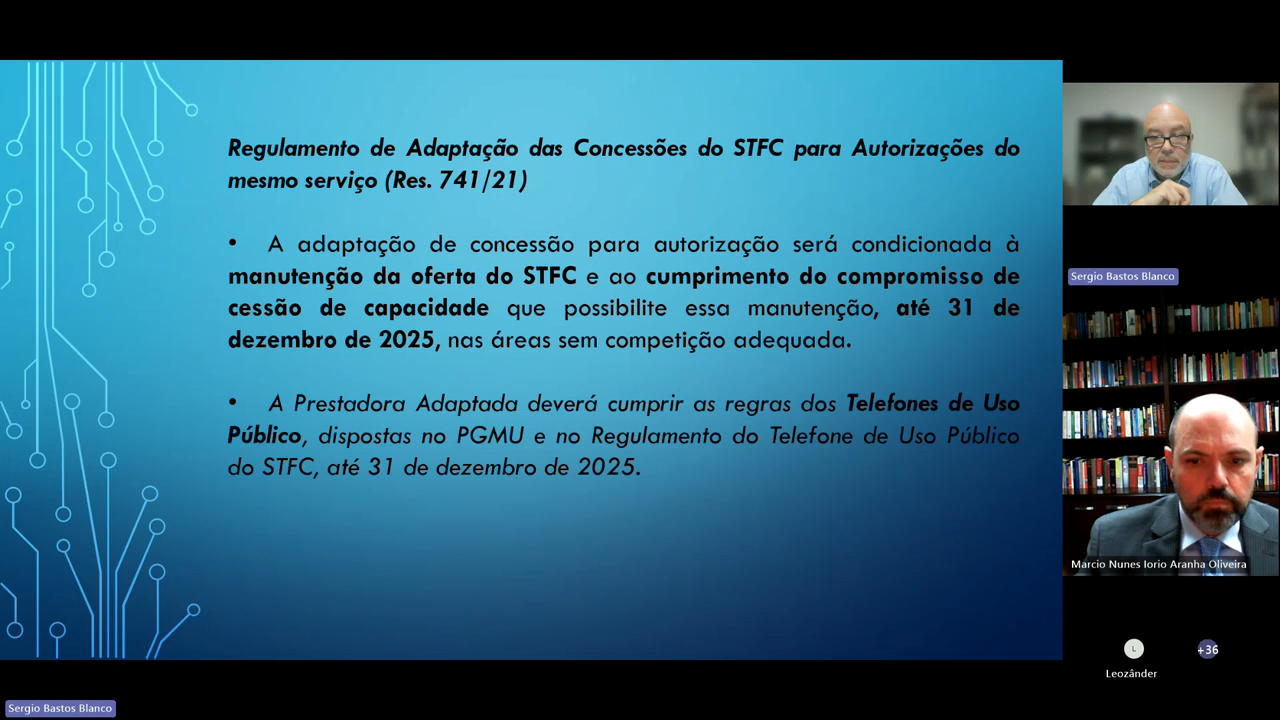 Regulamento de Adaptação das Concessões do STFC para Autorizações do
mesmo serviço (Res. 741/21)
• A adaptação de concessão para autorização será condicionada à
manutenção da oferta do STFC e ao cumprimento do compromisso de
cessão de capacidade que possibilite essa manutenção, até 31 de
dezembro de 2025, nas áreas sem competição adequada.
• A Prestadora Adaptada deverá cumprir as regras dos Telefones de Uso
Público, dispostas no PGMU e no Regulamento do Telefone de Uso Público
do STFC, até 31 de dezembro de 2025.
Sergio Bastos Blanco
Marcio Nunes Iorio Aranha Oliveira
L
+36
Leozânder
Sergio Bastos Blanco